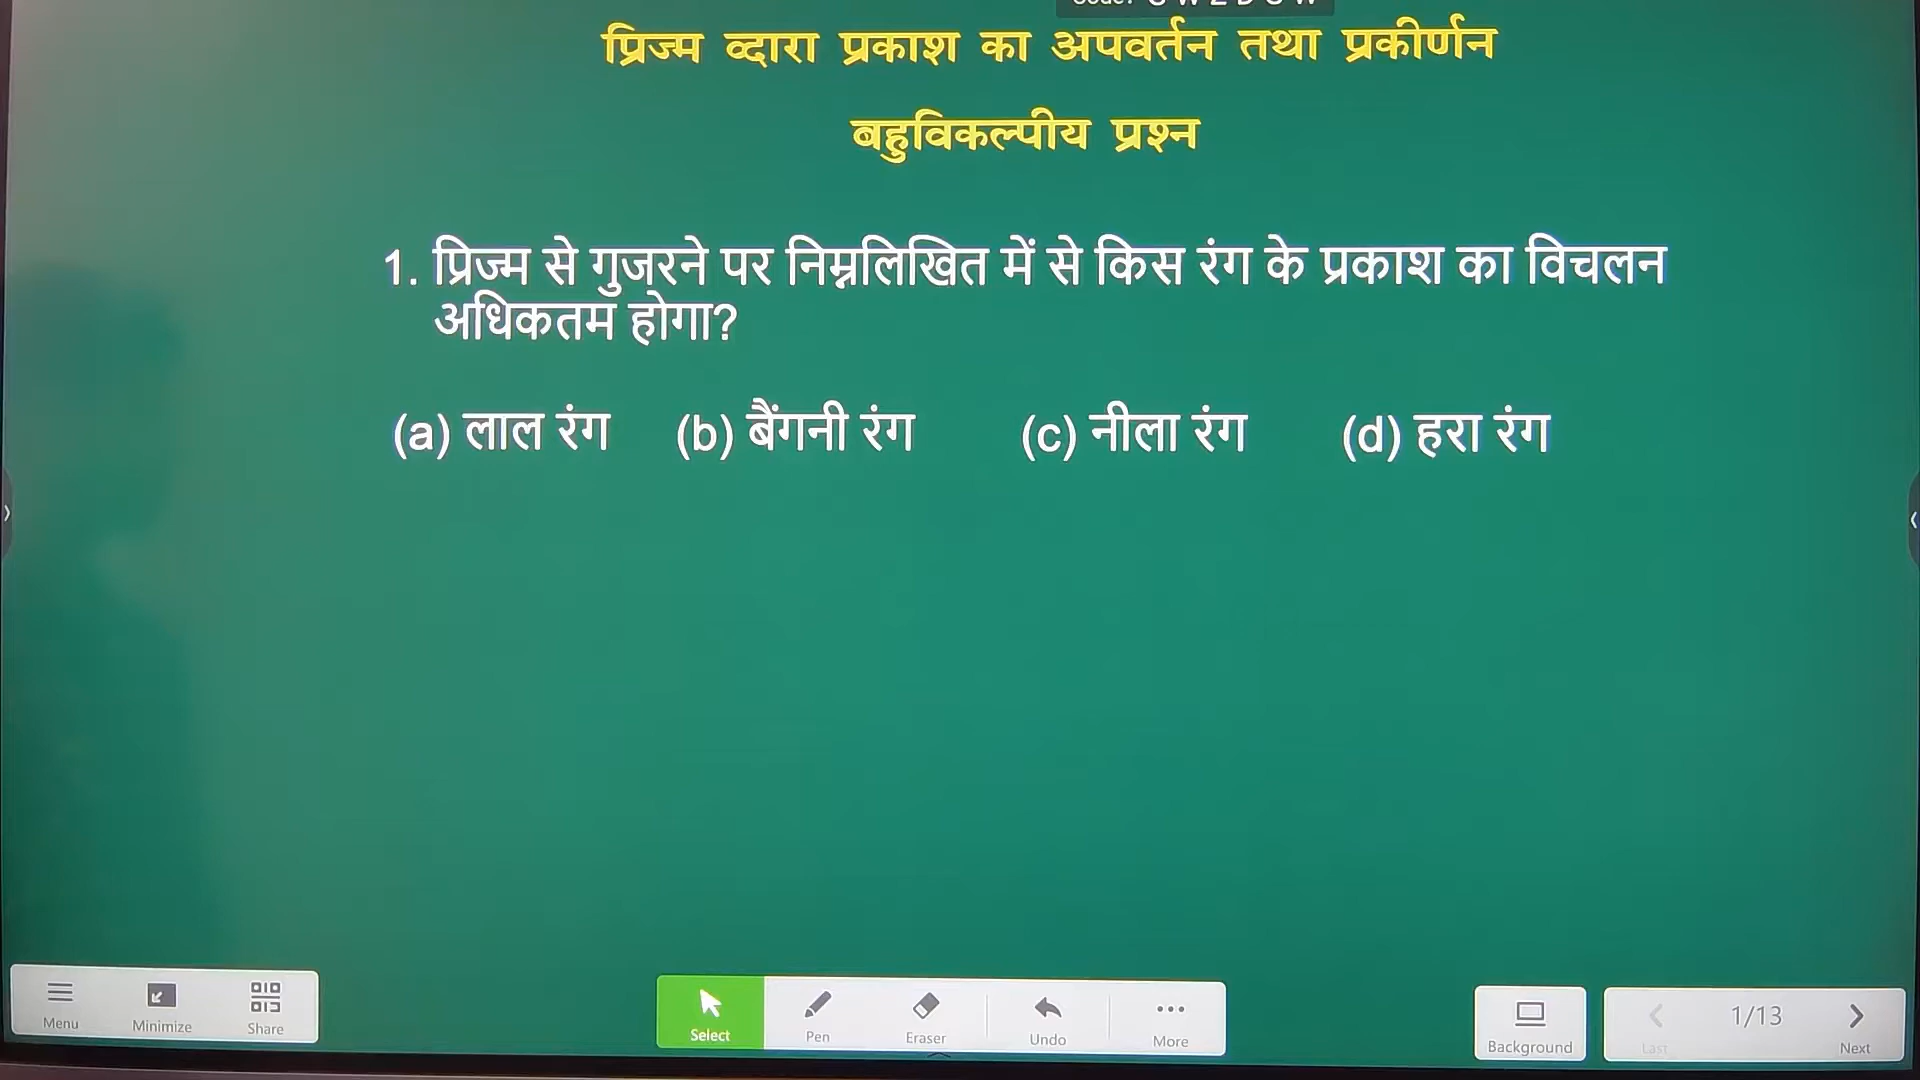 प्रिज्म व्दारा प्रकाश का अपवर्तन तथा प्रकीर्णन
बहुविकल्पीय प्रश्न
1. प्रिज्म से गुजरने पर निम्नलिखित में से किस रंग के प्रकाश का विचलन
अधिकतम होगा?
(a) लाल रंग (b) बैंगनी रंग (c) नीला रंग (d) हरा रंग
Menu Minimize Share Select Pen Eraser Undo More Background Last 1/13 Next